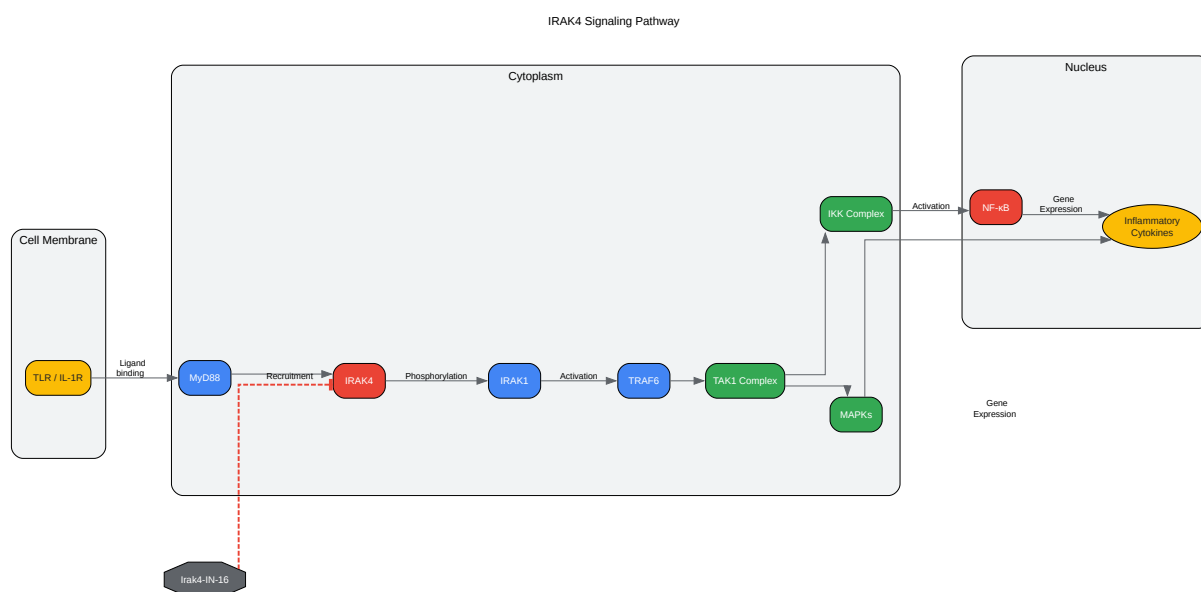 IRAK4 Signaling Pathway
Cytoplasm
Nucleus
Cell Membrane
TLR / IL-1R
Ligand
binding
MyD88
Recruitment
IRAK4
Phosphorylation
IRAK1
Activation
TRAF6
TAK1 Complex
IKK Complex
MAPKs
Activation
NF-κB
Gene
Expression
Inflammatory
Cytokines
Gene
Expression
Irak4-IN-16